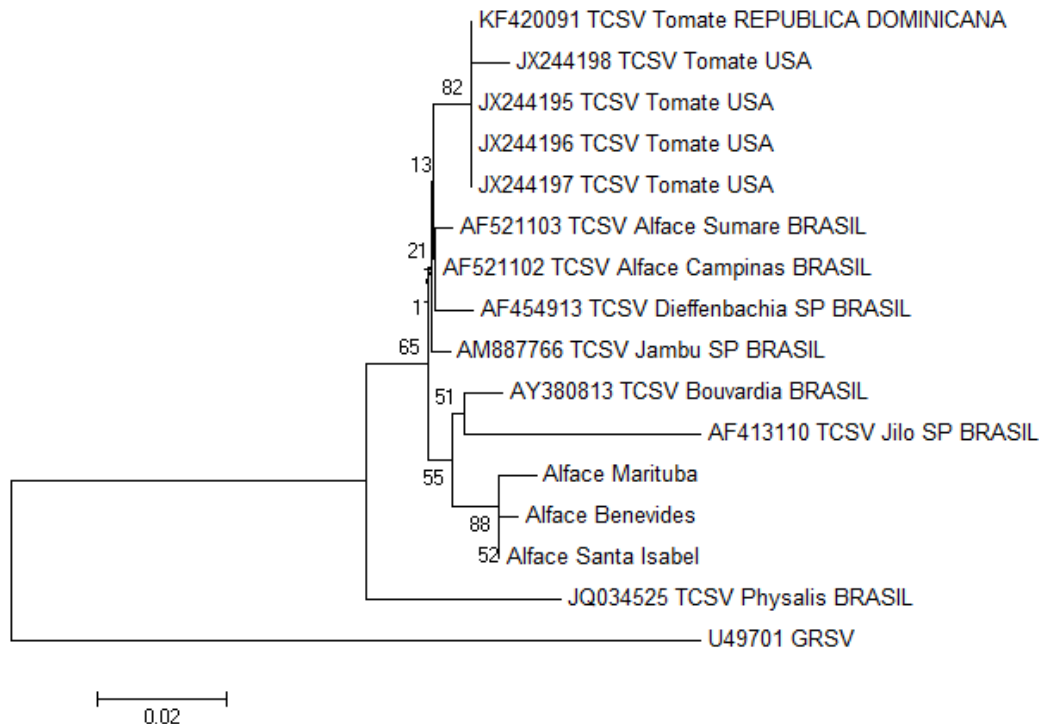 KF420091 TCSV Tomate REPUBLICA DOMINICANA
JX244198 TCSV Tomate USA
82
JX244195 TCSV Tomate USA
JX244196 TCSV Tomate USA
13
JX244197 TCSV Tomate USA
AF521103 TCSV Alface Sumare BRASIL
21
AF521102 TCSV Alface Campinas BRASIL
AF454913 TCSV Dieffenbachia SP BRASIL
65
AM887766 TCSV Jambu SP BRASIL
51
AY380813 TCSV Bouvardia BRASIL
AF413110 TCSV Jilo SP BRASIL
55
Alface Marituba
88
Alface Benevides
52
Alface Santa Isabel
JQ034525 TCSV Physalis BRASIL
U49701 GRSV
0.02